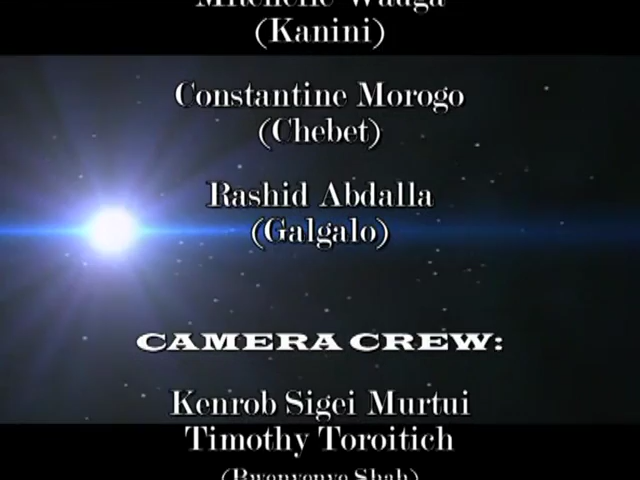 (Kanini)
Constantine Morogo
(Chebet)
Rashid Abdalla
(Galgalo)
CAMERA CREW:
Kenrob Sigei Murtui
Timothy Toroitich